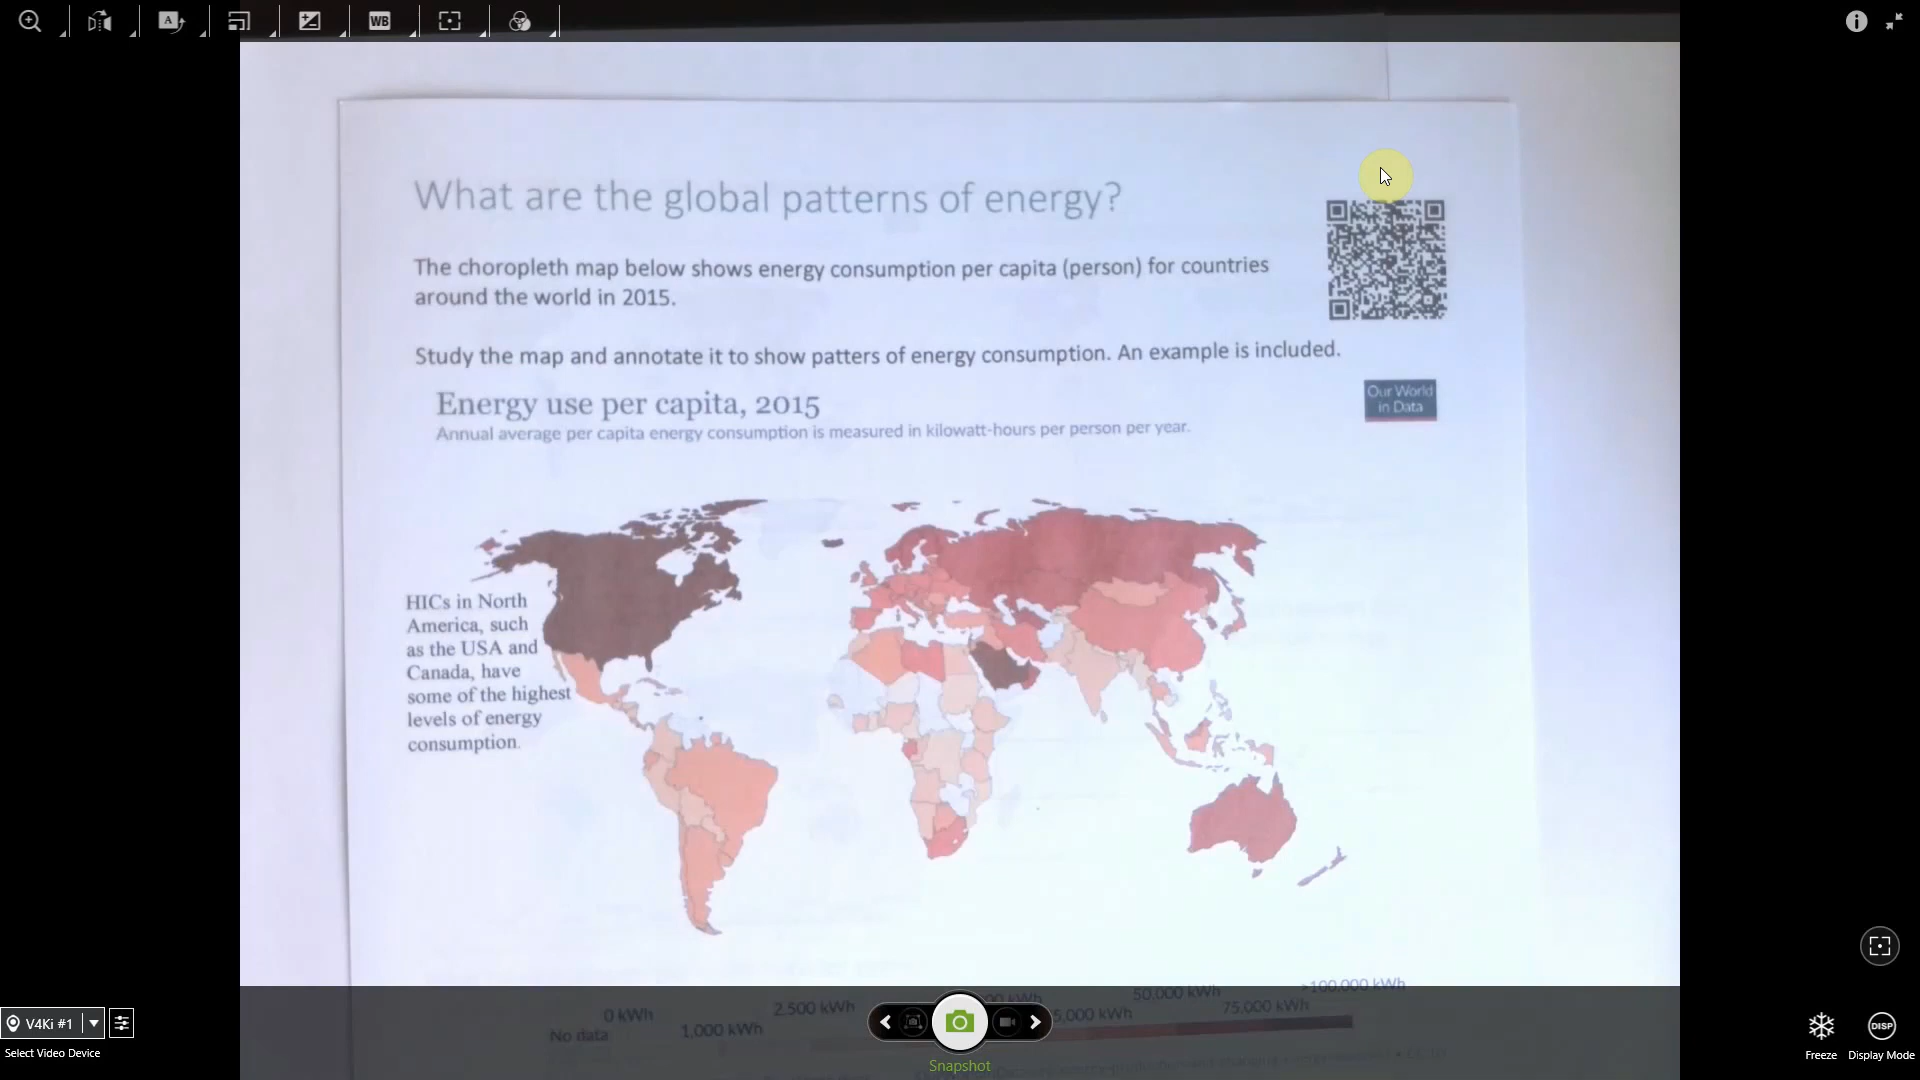 WB
What are the global patterns of energy?
The choropleth map below shows energy consumption per capita (person) for countries
around the world in 2015.
Study the map and annotate it to show patters of energy consumption. An example is included.
Energy use per capita, 2015
Annual average per capita energy consumption is measured in kilowatt-hours per person per year.
Our World
in Data
HICs in North
America, such
as the USA and
Canada, have
some of the highest
levels of energy
consumption.
No data
0 kWh
1,000 kWh
2,500 kWh
50,000 kWh
75,000 kWh
>100,000 kWh
V4Ki #1
Select Video Device
Snapshot
DISP
Freeze
Display Mode